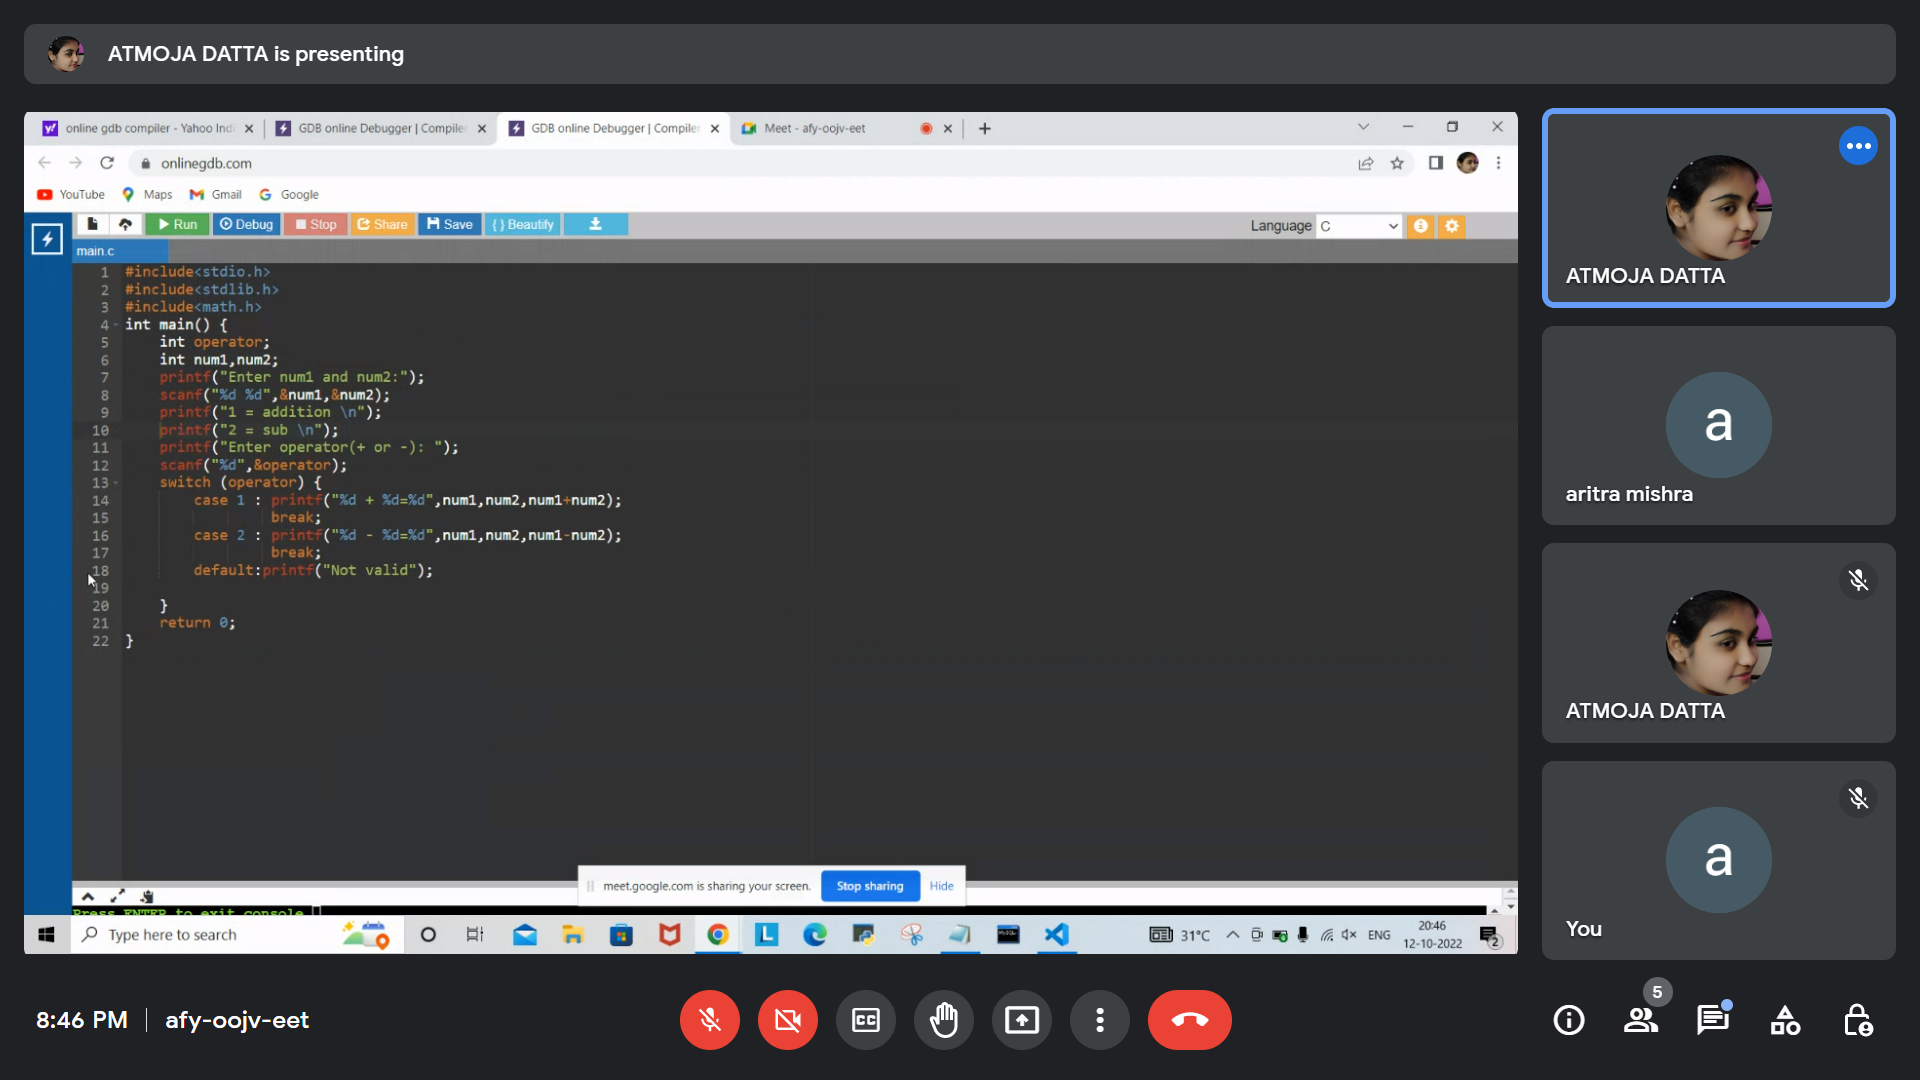 ATMOJA DATTA is presenting
online gdb compiler - Yahoo Indi
GDB online Debugger | Compiler
GDB online Debugger | Compiler
Meet - afy-oojv-eet
onlinegdb.com
YouTube
Maps
Gmail
Google
Run
Debug
Stop
Share
Save
{ } Beautify
Language C
main.c
1 #include<stdio.h>
2 #include<stdlib.h>
3 #include<math.h>
4 int main() {
5 int operator;
6 int num1,num2;
7 printf("Enter num1 and num2:");
8 scanf("%d %d",&num1,&num2);
9 printf("1 = addition \n");
10 printf("2 = sub \n");
11 printf("Enter operator(+ or -): ");
12 scanf("%d",&operator);
13 switch (operator) {
14 case 1 : printf("%d + %d=%d",num1,num2,num1+num2);
15 break;
16 case 2 : printf("%d - %d=%d",num1,num2,num1-num2);
17 break;
18 default:printf("Not valid");
19
20 }
21 return 0;
22 }
meet.google.com is sharing your screen.
Stop sharing
Hide
Press ENTER to exit console.
Type here to search
L
31°C
ENG
20:46
12-10-2022
2
ATMOJA DATTA
a
aritra mishra
ATMOJA DATTA
a
You
8:46 PM
afy-oojv-eet
CC
5